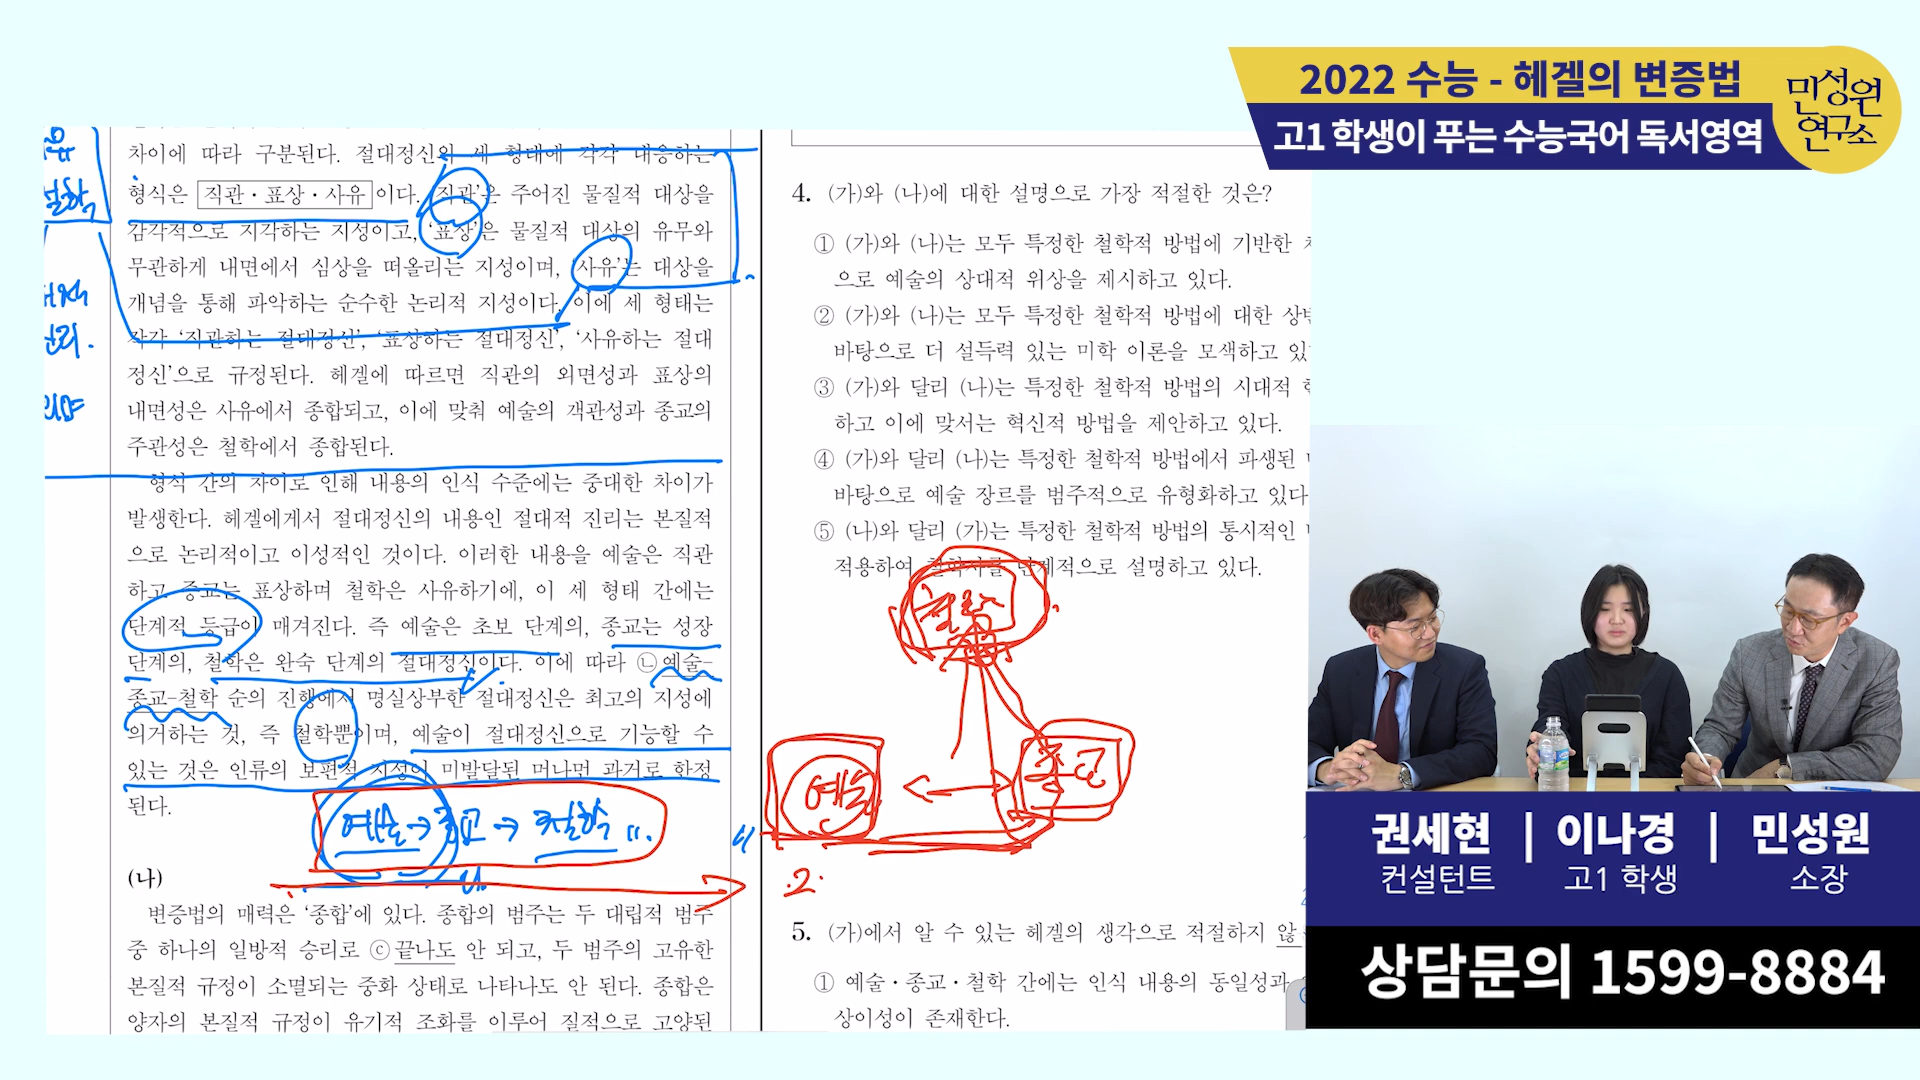 2022 수능 - 헤겔의 변증법
고1 학생이 푸는 수능국어 독서영역
민성원
연구소
차이에 따라 구분된다. 절대정신의 세 형태에 각각 대응하는
형식은 직관·표상·사유 이다. '직관'은 주어진 물질적 대상을
감각적으로 지각하는 지성이고, '표상'은 물질적 대상의 유무와
무관하게 내면에서 심상을 떠올리는 지성이며, '사유'는 대상을
개념을 통해 파악하는 순수한 논리적 지성이다. 이에 세 형태는
각각 '직관하는 절대정신', '표상하는 절대정신', '사유하는 절대
정신'으로 규정된다. 헤겔에 따르면 직관의 외면성과 표상의
내면성은 사유에서 종합되고, 이에 맞춰 예술의 객관성과 종교의
주관성은 철학에서 종합된다.
형식 간의 차이로 인해 내용의 인식 수준에는 중대한 차이가
발생한다. 헤겔에게서 절대정신의 내용인 절대적 진리는 본질적
으로 논리적이고 이성적인 것이다. 이러한 내용을 예술은 직관
하고 종교는 표상하며 철학은 사유하기에, 이 세 형태 간에는
단계적 등급이 매겨진다. 즉 예술은 초보 단계의, 종교는 성장
단계의, 철학은 완숙 단계의 절대정신이다. 이에 따라 ㉡예술-
종교-철학 순의 진행에서 명실상부한 절대정신은 최고의 지성에
의거하는 것, 즉 철학뿐이며, 예술이 절대정신으로 기능할 수
있는 것은 인류의 보편적 지성이 미발달된 머나먼 과거로 한정
된다.
예술→종교→철학
(나)
변증법의 매력은 '종합'에 있다. 종합의 범주는 두 대립적 범주
중 하나의 일방적 승리로 ⓒ끝나도 안 되고, 두 범주의 고유한
본질적 규정이 소멸되는 중화 상태로 나타나도 안 된다. 종합은
양자의 본질적 규정이 유기적 조화를 이루어 질적으로 고양된
철학
4. (가)와 (나)에 대한 설명으로 가장 적절한 것은?
① (가)와 (나)는 모두 특정한 철학적 방법에 기반한
으로 예술의 상대적 위상을 제시하고 있다.
② (가)와 (나)는 모두 특정한 철학적 방법에 대한
바탕으로 더 설득력 있는 미학 이론을 모색하고
③ (가)와 달리 (나)는 특정한 철학적 방법의 시대적
하고 이에 맞서는 혁신적 방법을 제안하고 있다.
④ (가)와 달리 (나)는 특정한 철학적 방법에서 파생된
바탕으로 예술 장르를 범주적으로 유형화하고 있다
⑤ (나)와 달리 (가)는 특정한 철학적 방법의 통시적인
적용하여 철학사를 단계적으로 설명하고 있다.
철학
예술
종교
2.
5. (가)에서 알 수 있는 헤겔의 생각으로 적절하지 않
① 예술·종교·철학 간에는 인식 내용의 동일성과
상이성이 존재한다.
권세현 | 이나경 | 민성원
컨설턴트 고1 학생 소장
상담문의 1599-8884